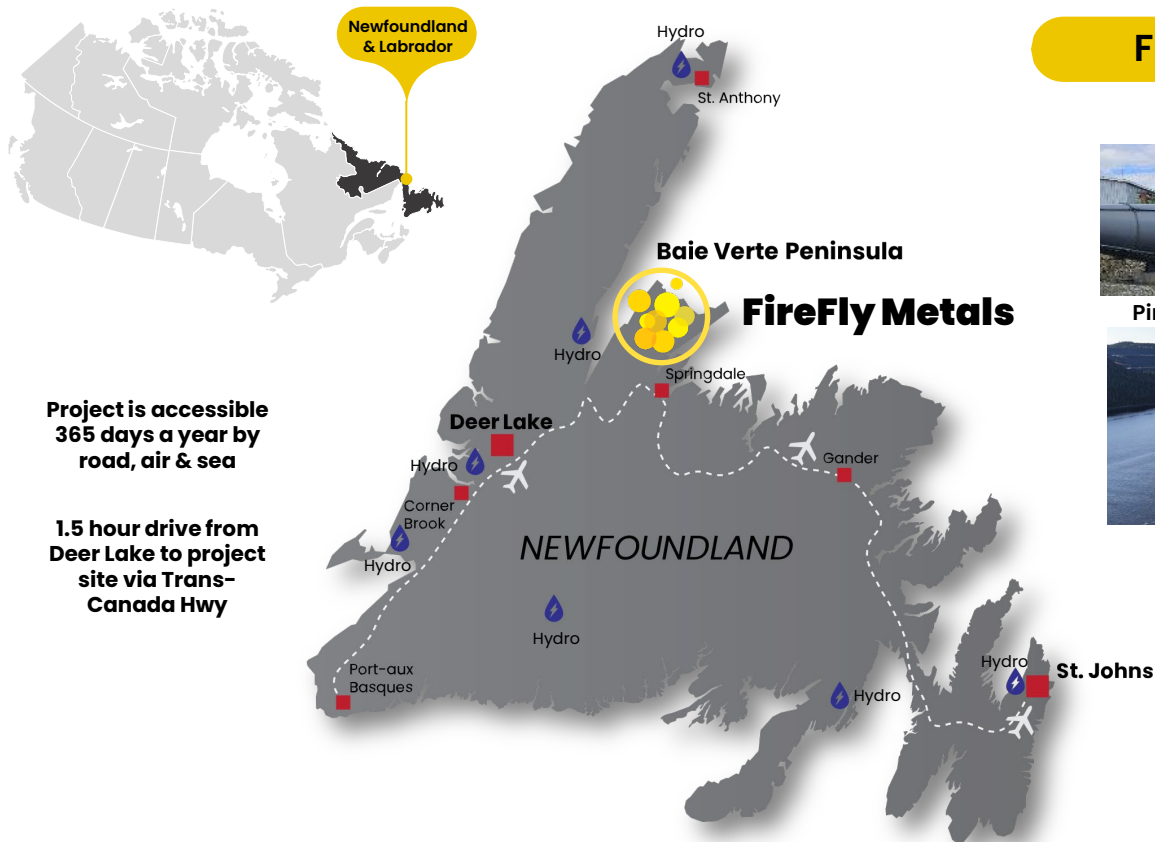 Newfoundland
& Labrador
Hydro
St. Anthony
F
Baie Verte Peninsula
FireFly Metals
Hydro
Springdale
Project is accessible
365 days a year by
road, air & sea
Deer Lake
Hydro
Gander
Corner
Brook
1.5 hour drive from
Deer Lake to project
site via Trans-
Canada Hwy
Hydro
NEWFOUNDLAND
Hydro
Port-aux
Basques
Hydro
St. Johns
Hydro